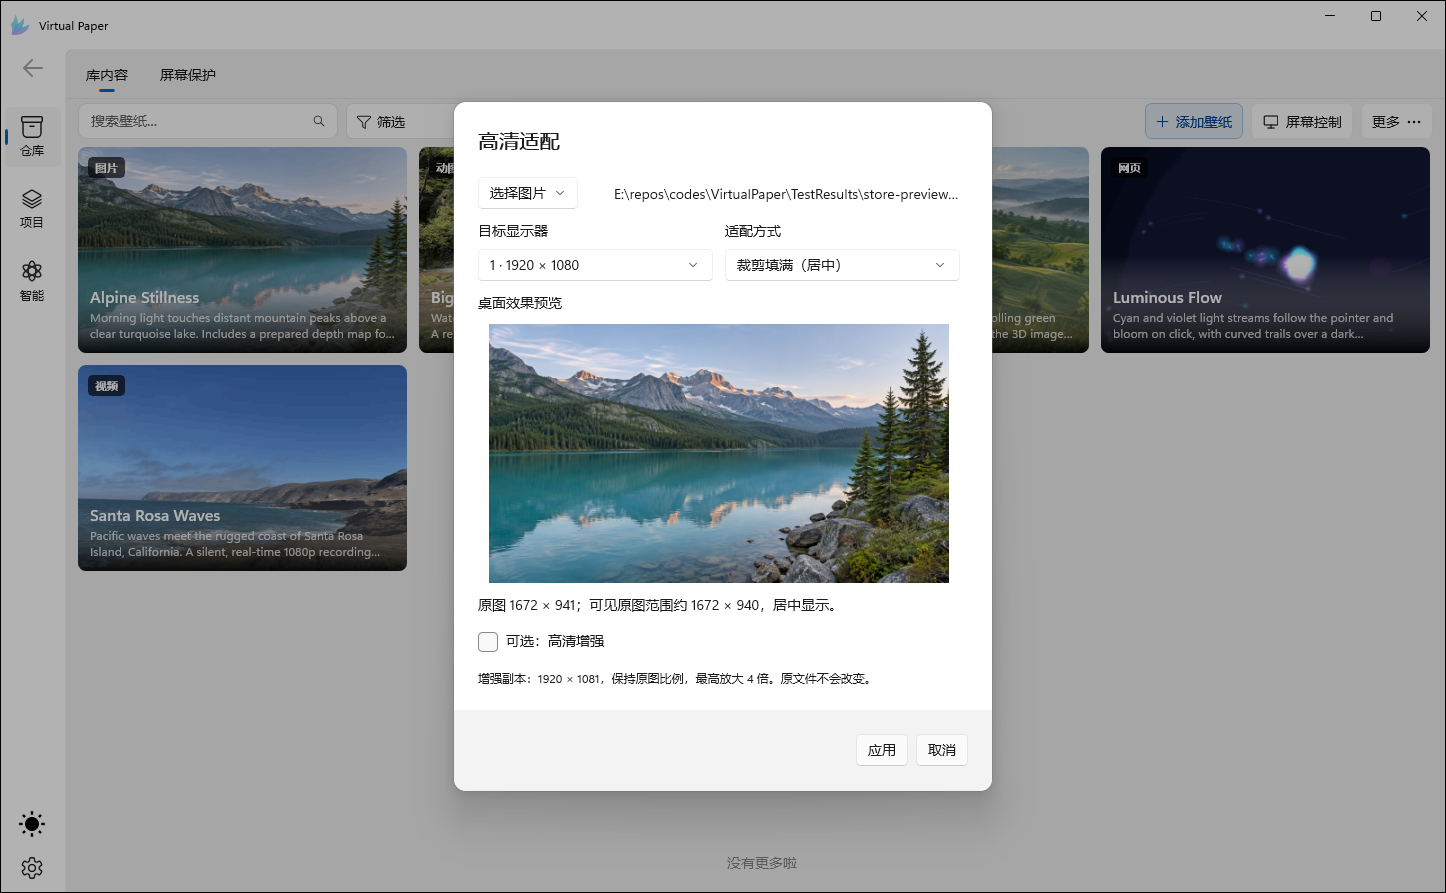 Virtual Paper
库内容
屏幕保护
搜索壁纸...
筛选
添加壁纸
屏幕控制
更多
仓库
项目
智能
图片
Alpine Stillness
Morning light touches distant mountain peaks above a
clear turquoise lake. Includes a prepared depth map fo...
动图
Big
Wate
A re
olling green
the 3D image...
网页
Luminous Flow
Cyan and violet light streams follow the pointer and
bloom on click, with curved trails over a dark...
视频
Santa Rosa Waves
Pacific waves meet the rugged coast of Santa Rosa
Island, California. A silent, real-time 1080p recording...
高清适配
选择图片
E:\repos\codes\VirtualPaper\TestResults\store-preview...
目标显示器
适配方式
1 · 1920 × 1080
裁剪填满（居中）
桌面效果预览
原图 1672 × 941；可见原图范围约 1672 × 940，居中显示。
可选：高清增强
增强副本：1920 × 1081，保持原图比例，最高放大 4 倍。原文件不会改变。
应用
取消
没有更多啦